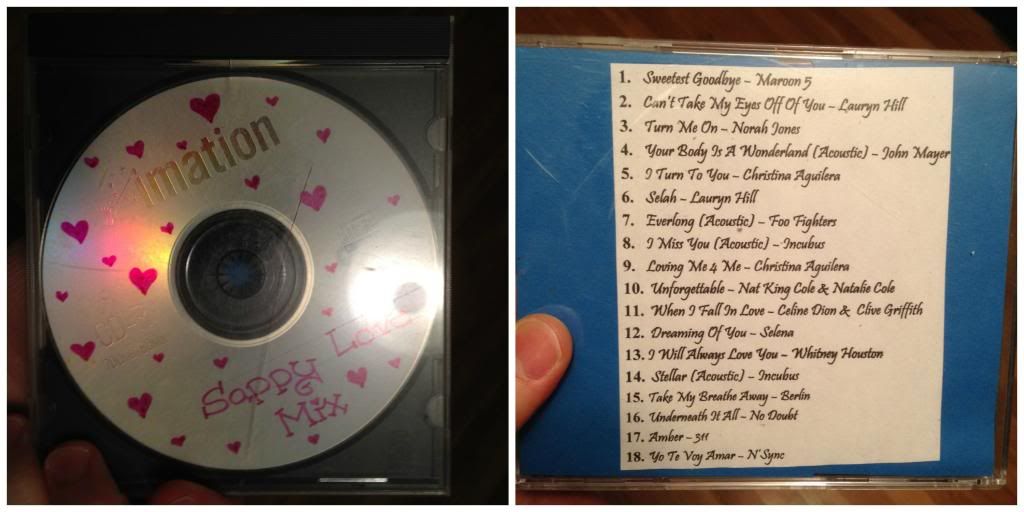 imation
CD-R
Sappy Love
Mix
1. Sweetest Goodbye – Maroon 5
2. Can't Take My Eyes Off Of You – Lauryn Hill
3. Turn Me On – Norah Jones
4. Your Body Is A Wonderland (Acoustic) – John Mayer
5. I Turn To You – Christina Aguilera
6. Selah – Lauryn Hill
7. Everlong (Acoustic) – Foo Fighters
8. I Miss You (Acoustic) – Incubus
9. Loving Me 4 Me – Christina Aguilera
10. Unforgettable – Nat King Cole & Natalie Cole
11. When I Fall In Love – Celine Dion & Clive Griffith
12. Dreaming Of You – Selena
13. I Will Always Love You – Whitney Houston
14. Stellar (Acoustic) – Incubus
15. Take My Breathe Away – Berlin
16. Underneath It All – No Doubt
17. Amber – 311
18. Yo Te Voy Amar – N'Sync